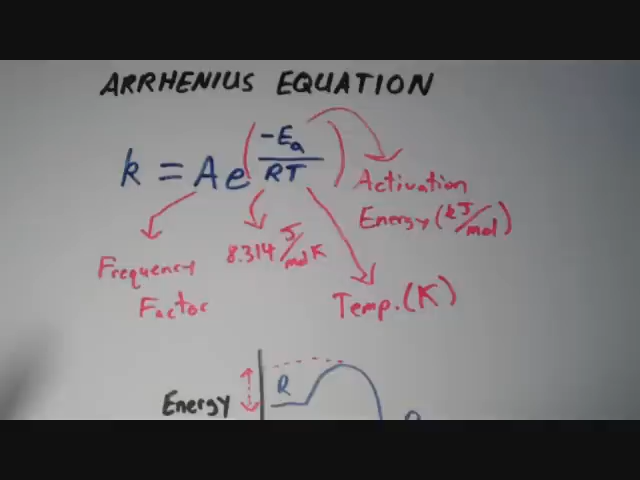 ARRHENIUS EQUATION
k = Ae(-Ea/RT)
Activation
Energy (kJ/mol)
8.314 J/mol K
Frequency
Factor
Temp. (K)
R
Energy